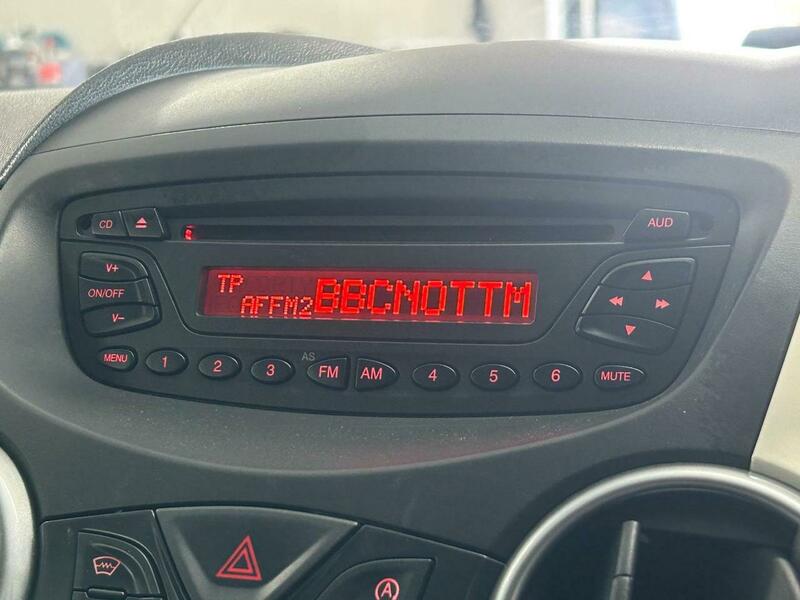 CD
AUD
V+
ON/OFF
V-
TP
AFFM2 BBCNOTTM
MENU 1 2 3 AS FM AM 4 5 6 MUTE
A